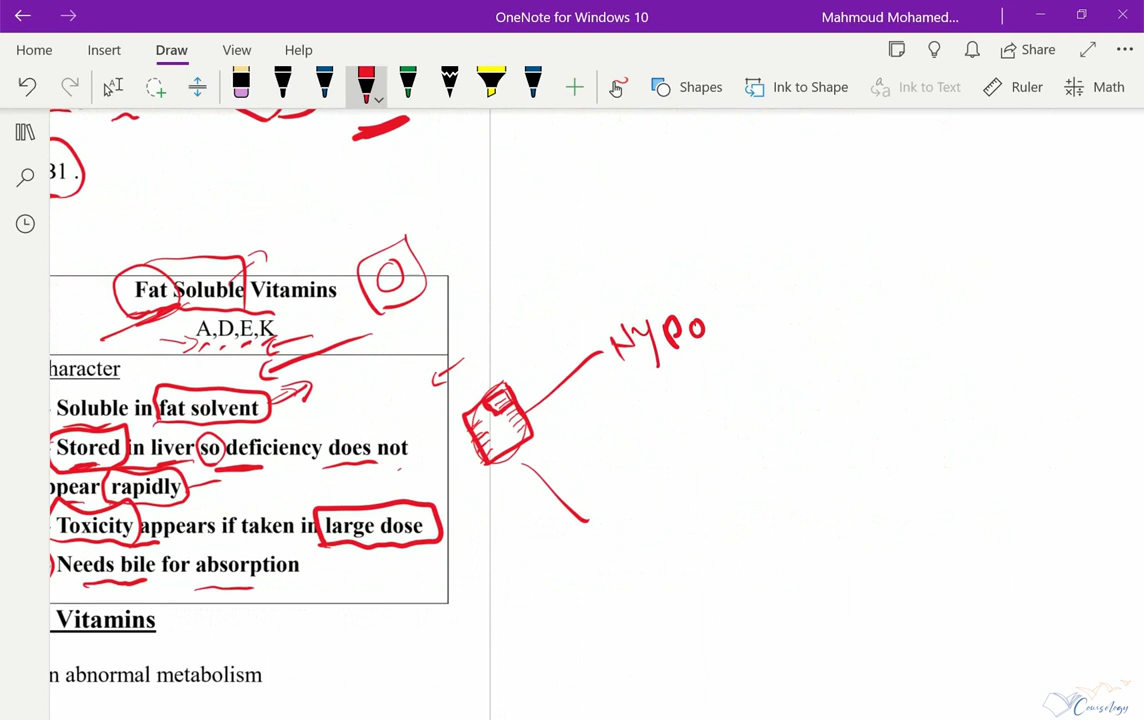 OneNote for Windows 10
Mahmoud Mohamed...
Home Insert Draw View Help
Share
Shapes
Ink to Shape
Ink to Text
Ruler
Math
31 .
Fat Soluble Vitamins
A,D,E,K
haracter
Soluble in fat solvent
Stored in liver so deficiency does not
ppear rapidly
Toxicity appears if taken in large dose
Needs bile for absorption
Vitamins
n abnormal metabolism
HYPO
Courology